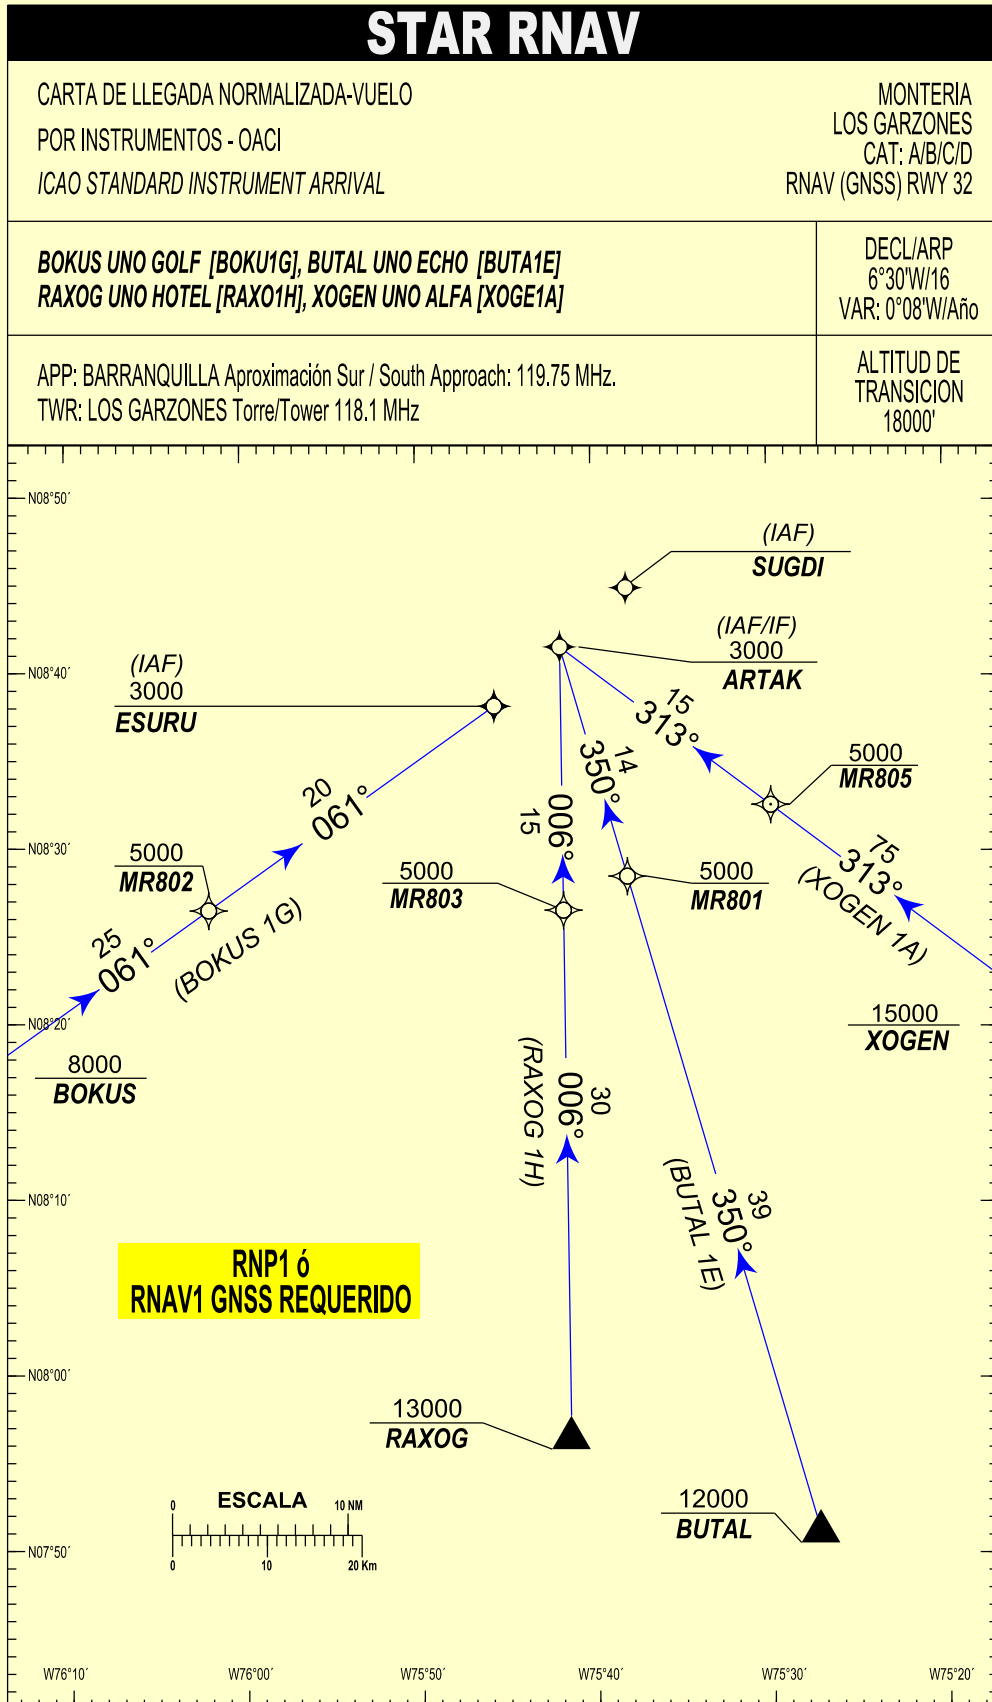 STAR RNAV
CARTA DE LLEGADA NORMALIZADA-VUELO
POR INSTRUMENTOS - OACI
ICAO STANDARD INSTRUMENT ARRIVAL
MONTERIA
LOS GARZONES
CAT: A/B/C/D
RNAV (GNSS) RWY 32
BOKUS UNO GOLF [BOKU1G], BUTAL UNO ECHO [BUTA1E]
RAXOG UNO HOTEL [RAXO1H], XOGEN UNO ALFA [XOGE1A]
DECL/ARP
6°30'W/16
VAR: 0°08'W/Año
APP: BARRANQUILLA Aproximación Sur / South Approach: 119.75 MHz.
TWR: LOS GARZONES Torre/Tower 118.1 MHz
ALTITUD DE
TRANSICION
18000'
N08°50´
(IAF)
SUGDI
(IAF/IF)
3000
ARTAK
(IAF)
3000
ESURU
N08°40´
15
313°
14
350°
5000
MR805
20
061°
006°
15
N08°30´
5000
MR802
5000
MR803
5000
MR801
75
313°
(XOGEN 1A)
25
061°
(BOKUS 1G)
N08°20´
15000
XOGEN
8000
BOKUS
(RAXOG 1H)
006°
30
N08°10´
(BUTAL 1E)
350°
39
RNP1 ó
RNAV1 GNSS REQUERIDO
N08°00´
13000
RAXOG
12000
BUTAL
ESCALA
0
10 NM
0
10
20 Km
N07°50´
W76°10´
W76°00´
W75°50´
W75°40´
W75°30´
W75°20´